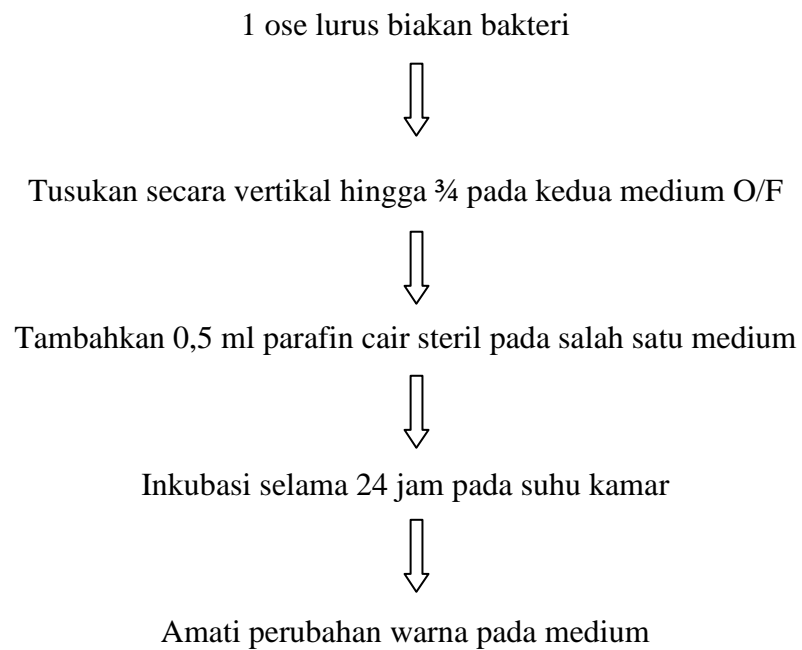 1 ose lurus biakan bakteri
Tusukan secara vertikal hingga ¾ pada kedua medium O/F
Tambahkan 0,5 ml parafin cair steril pada salah satu medium
Inkubasi selama 24 jam pada suhu kamar
Amati perubahan warna pada medium